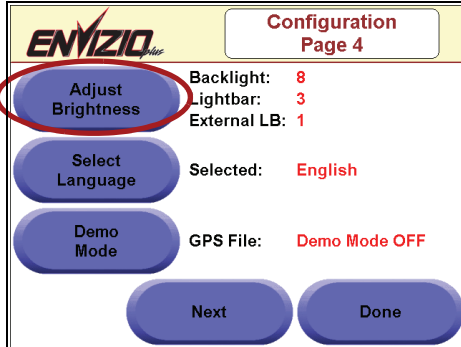 ENVIZIO plus
Configuration
Page 4
Adjust
Brightness
Backlight: 8
Lightbar: 3
External LB: 1
Select
Language
Selected: English
Demo
Mode
GPS File: Demo Mode OFF
Next
Done